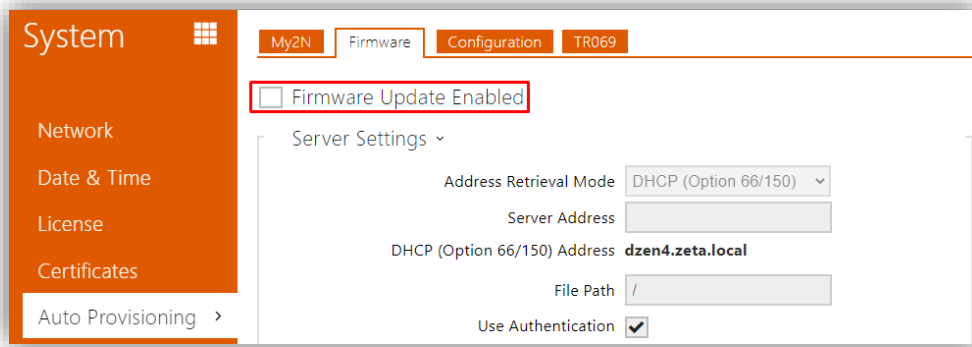 System
My2N
Firmware
Configuration
TR069
Firmware Update Enabled
Network
Server Settings
Date & Time
Address Retrieval Mode DHCP (Option 66/150)
License
Server Address
DHCP (Option 66/150) Address dzen4.zeta.local
Certificates
File Path /
Auto Provisioning >
Use Authentication